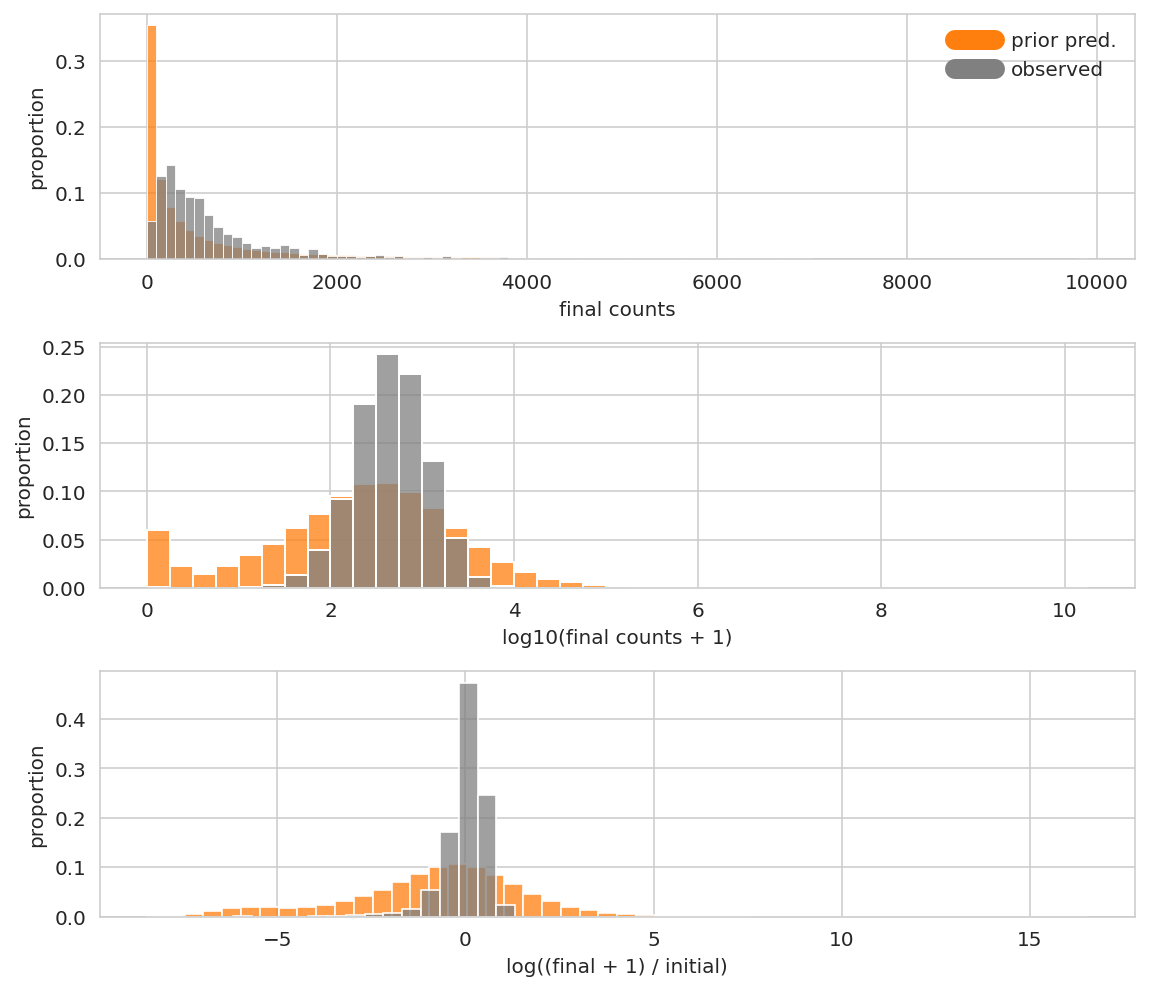 prior pred.
observed
proportion
0.3
0.2
0.1
0.0
0 2000 4000 6000 8000 10000
final counts
proportion
0.25
0.20
0.15
0.10
0.05
0.00
0 2 4 6 8 10
log10(final counts + 1)
proportion
0.4
0.3
0.2
0.1
0.0
−5 0 5 10 15
log((final + 1) / initial)